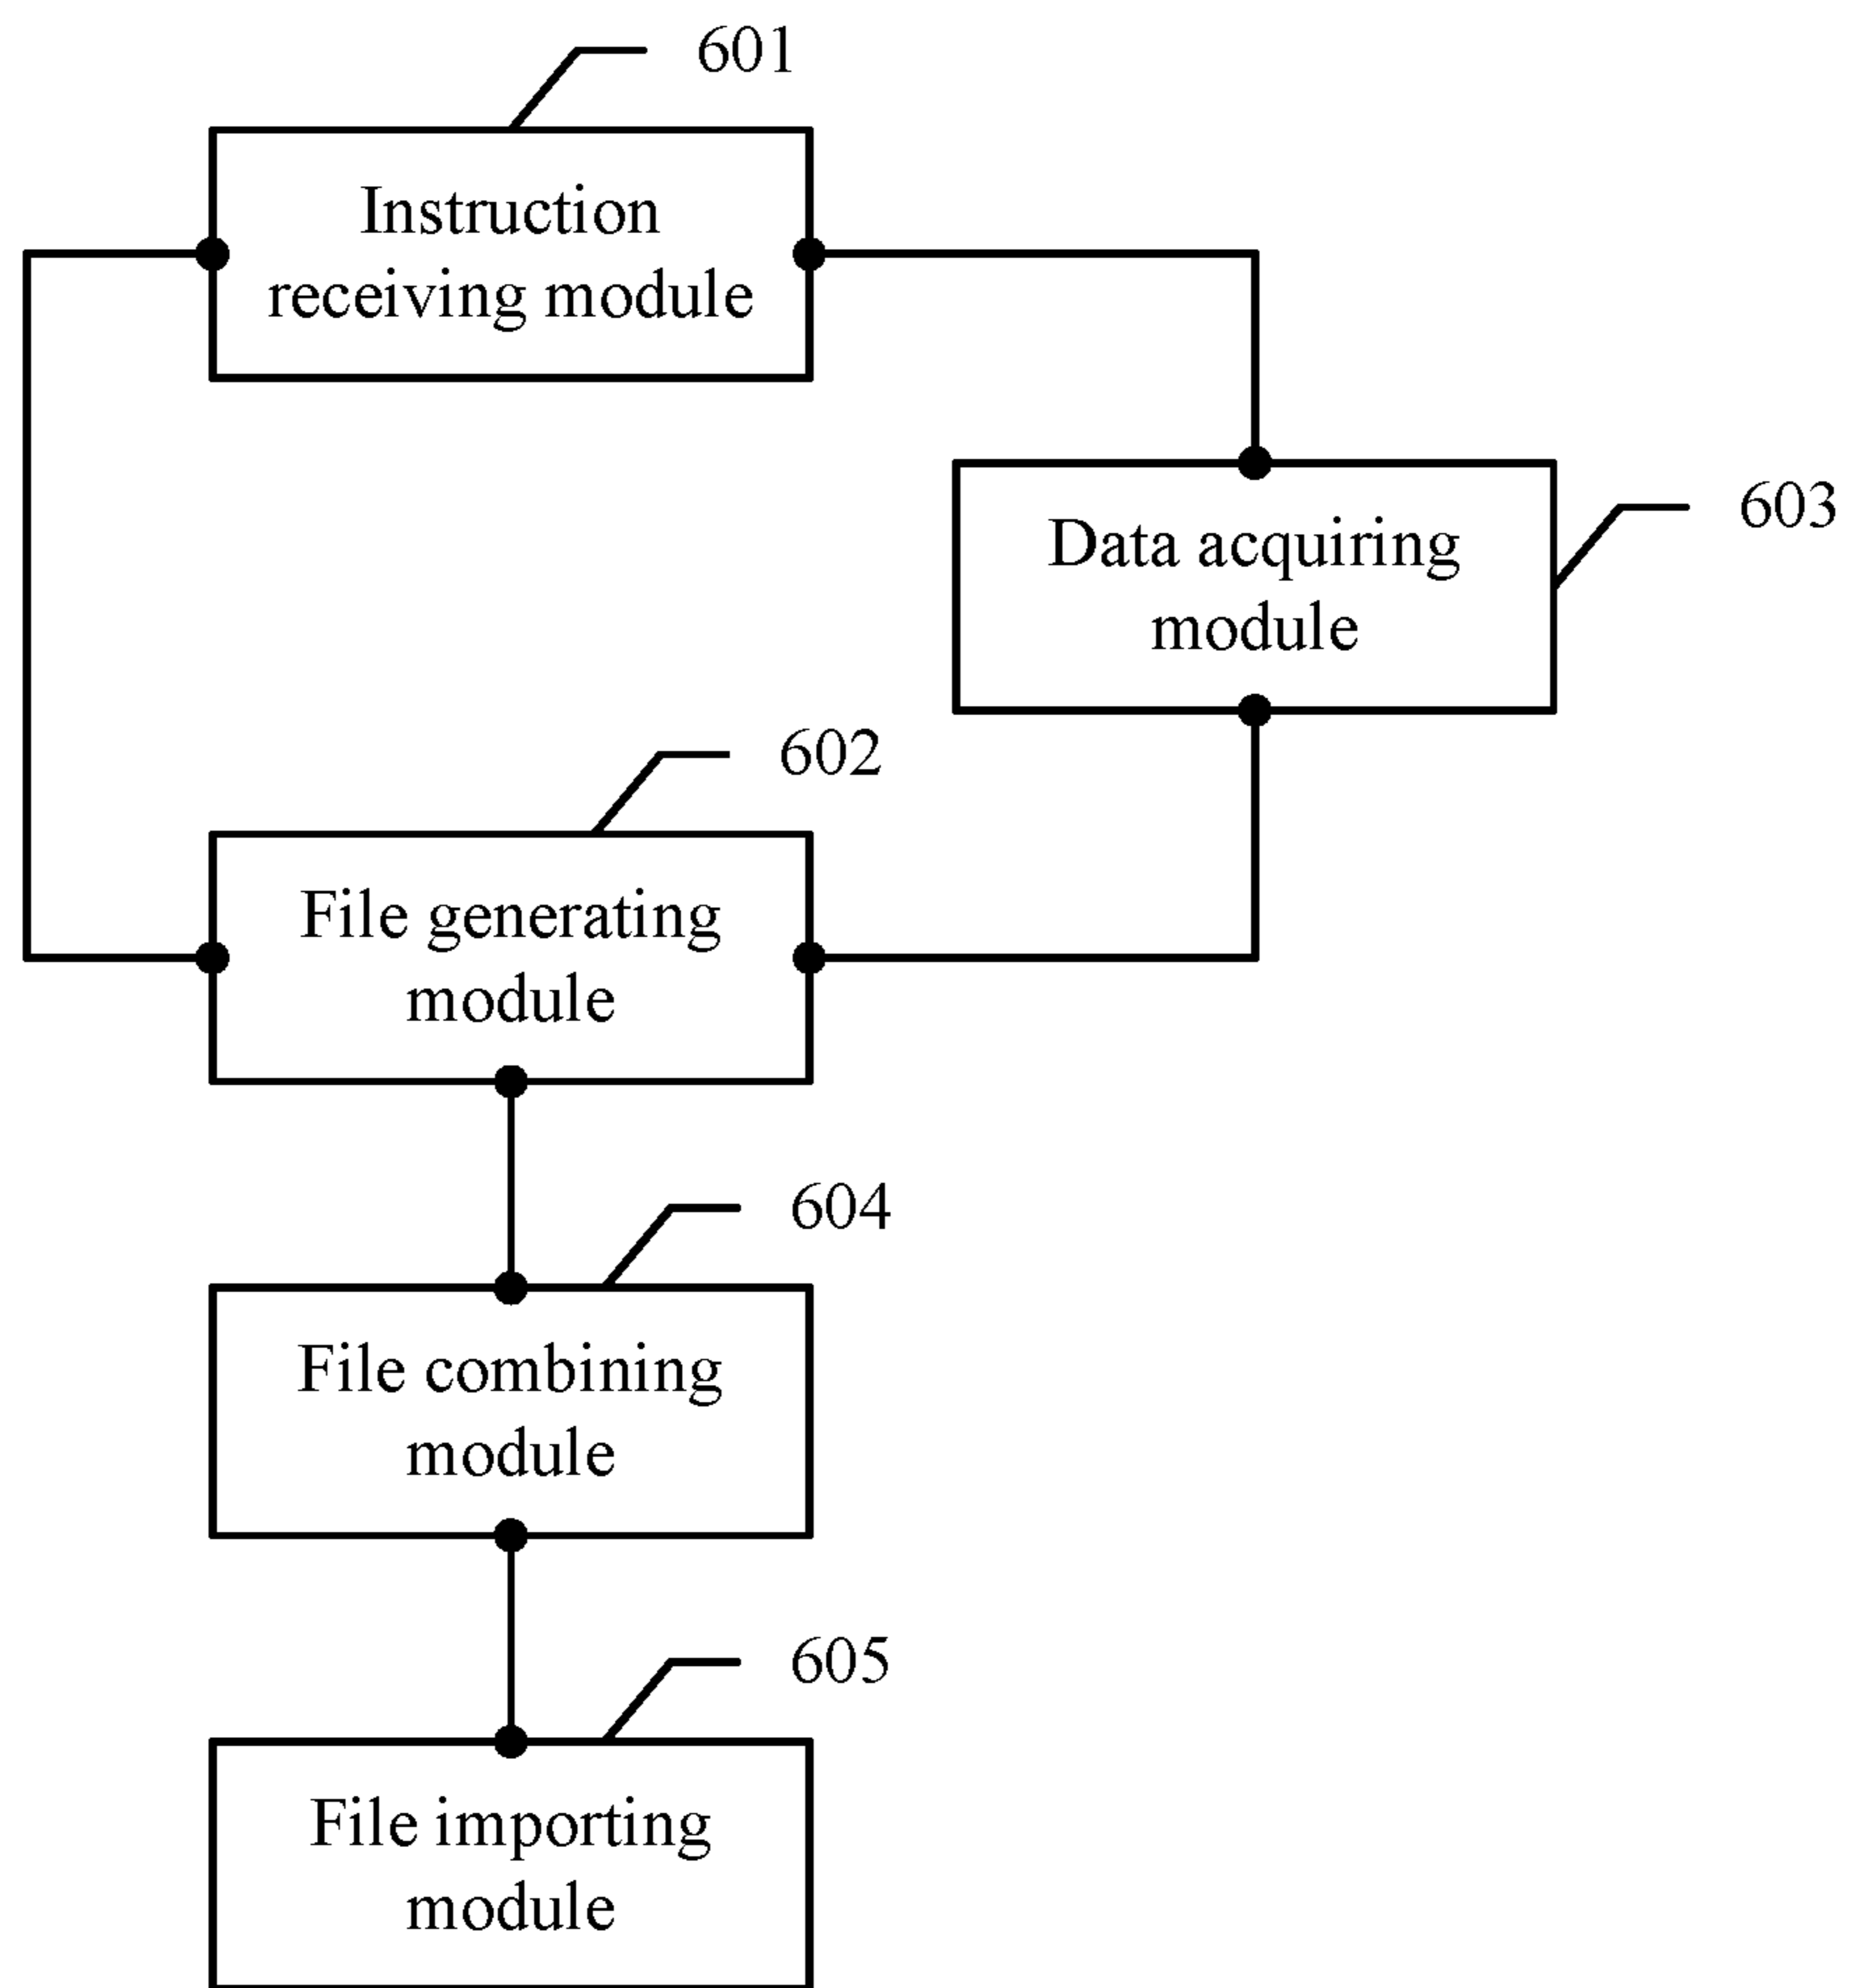 601
Instruction
receiving module
603
Data acquiring
module
602
File generating
module
604
File combining
module
605
File importing
module